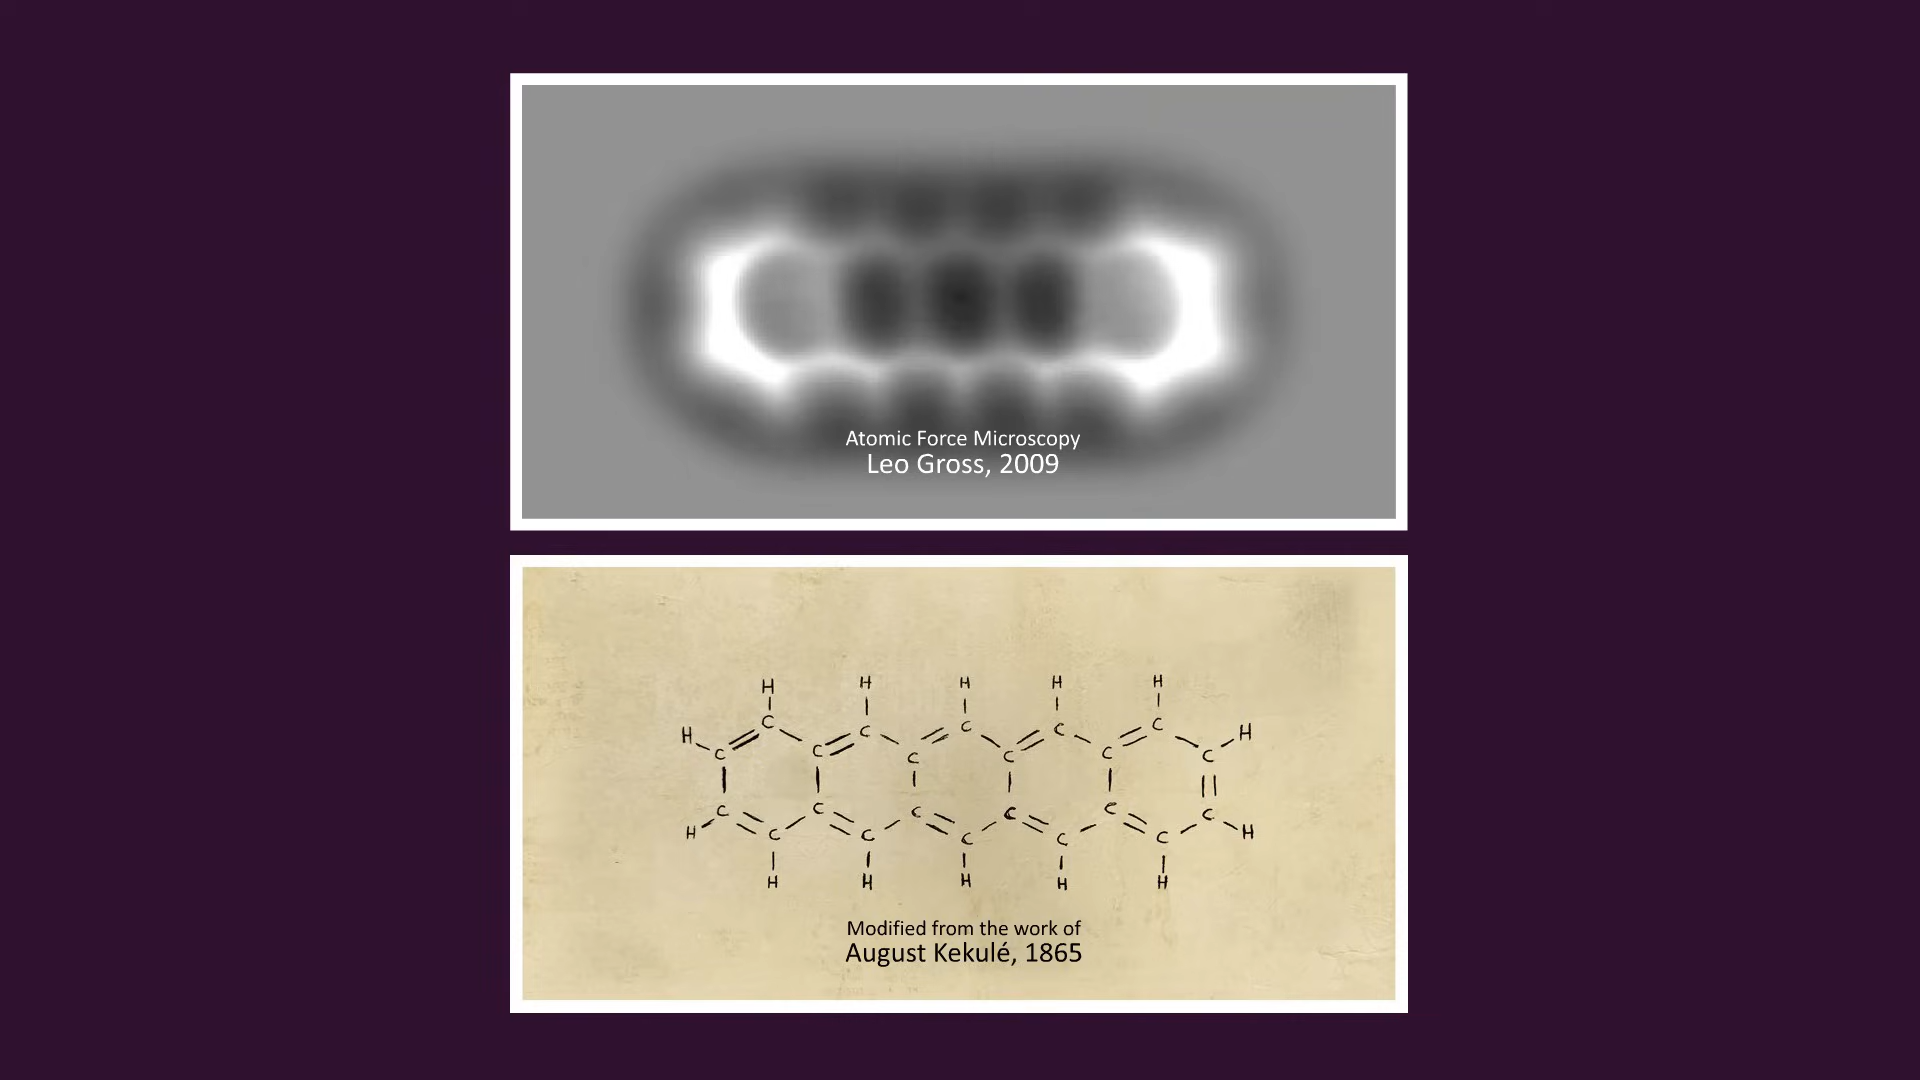 Atomic Force Microscopy
Leo Gross, 2009
H H H H H
H C C C C C H
C C C C C C
C C C C C C
H C C C C C H
H H H H H
Modified from the work of
August Kekulé, 1865